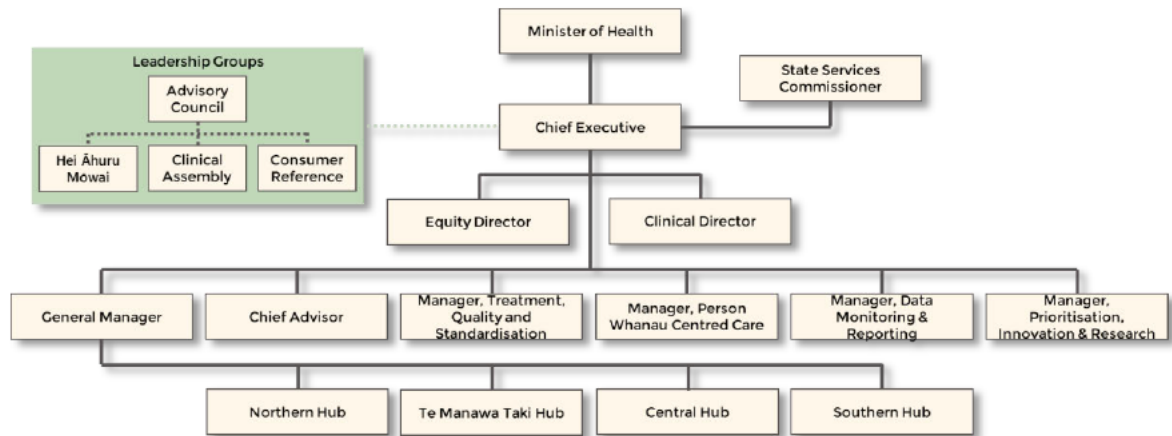 Minister of Health
Leadership Groups
Advisory
Council
Hei Āhuru
Mōwai
Clinical
Assembly
Consumer
Reference
State Services
Commissioner
Chief Executive
Equity Director
Clinical Director
General Manager
Chief Advisor
Manager, Treatment,
Quality and
Standardisation
Manager, Person
Whanau Centred Care
Manager, Data
Monitoring &
Reporting
Manager,
Prioritisation,
Innovation & Research
Northern Hub
Te Manawa Taki Hub
Central Hub
Southern Hub